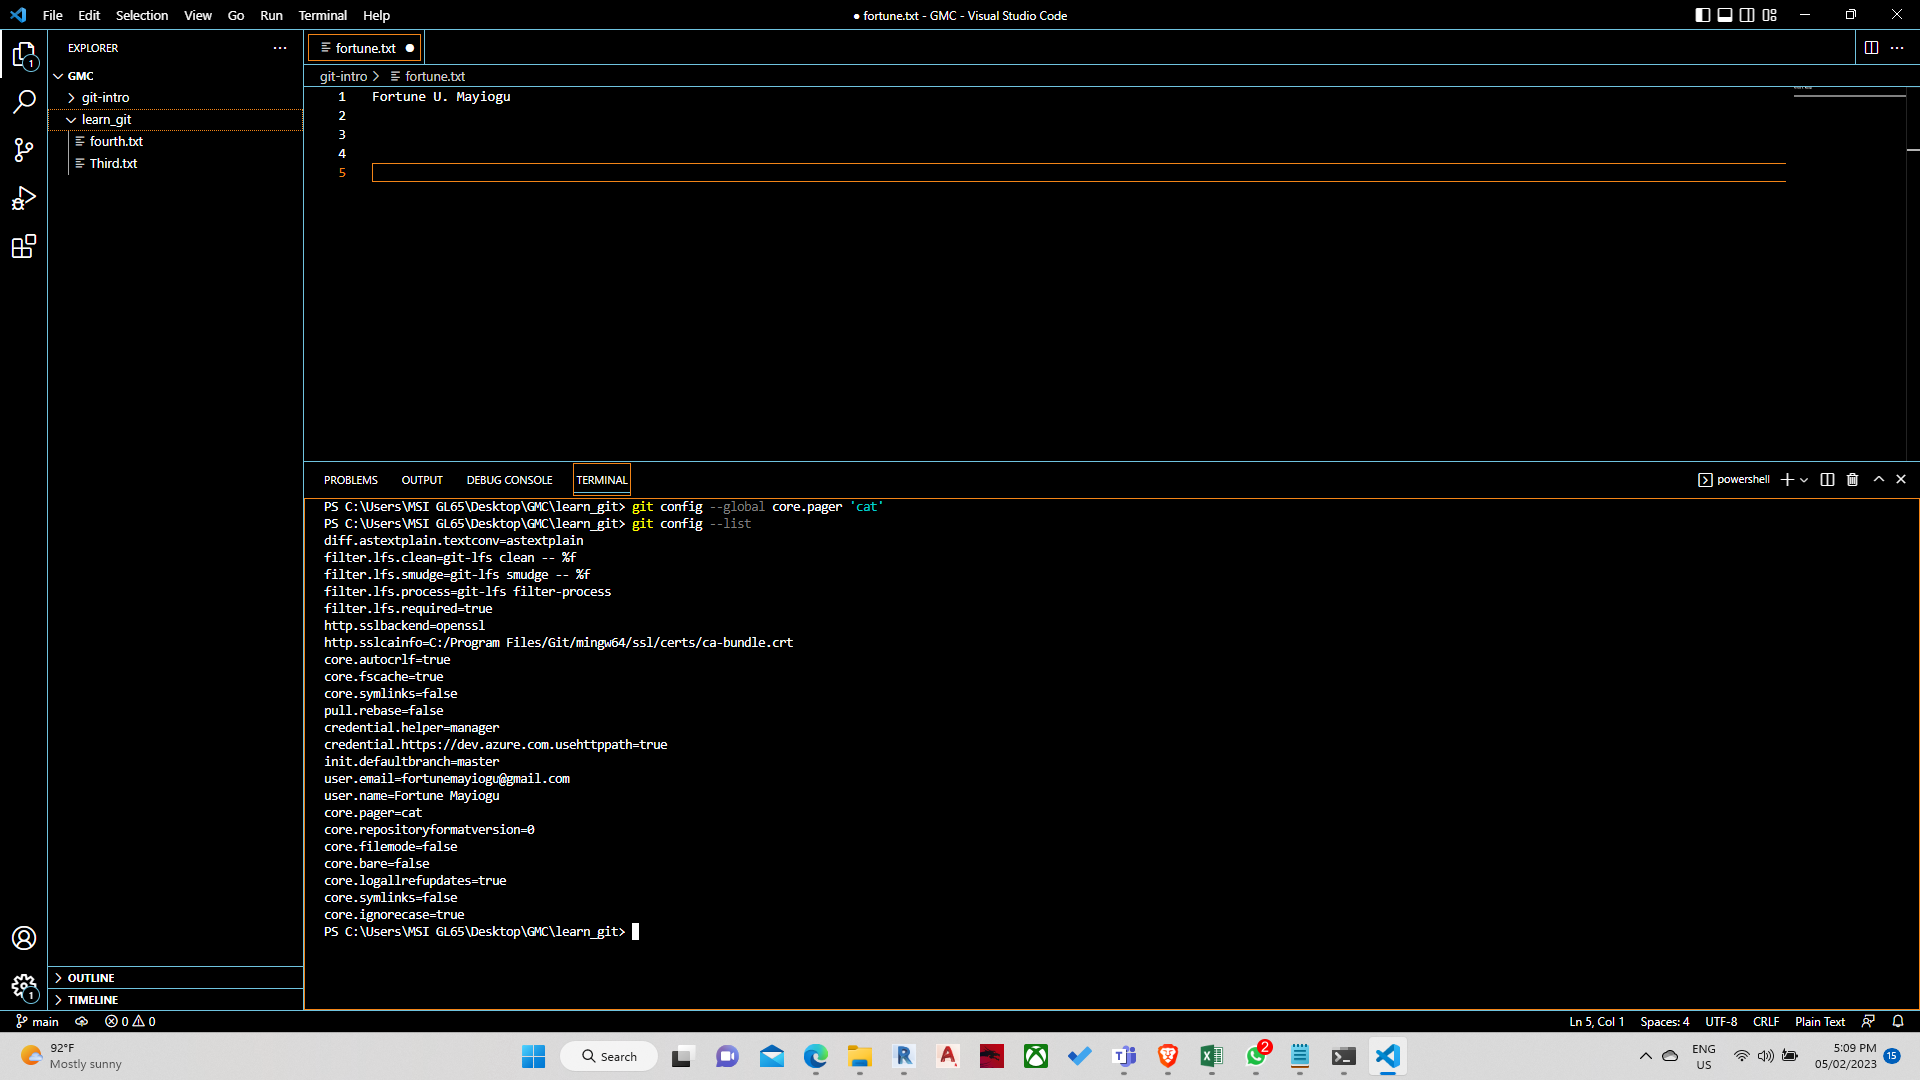 File Edit Selection View Go Run Terminal Help
● fortune.txt - GMC - Visual Studio Code
EXPLORER
GMC
git-intro
learn_git
fourth.txt
Third.txt
OUTLINE
TIMELINE
1
1
fortune.txt
git-intro > fortune.txt
1 Fortune U. Mayiogu
2
3
4
5
PROBLEMS OUTPUT DEBUG CONSOLE TERMINAL
powershell
PS C:\Users\MSI GL65\Desktop\GMC\learn_git> git config --global core.pager 'cat'
PS C:\Users\MSI GL65\Desktop\GMC\learn_git> git config --list
diff.astextplain.textconv=astextplain
filter.lfs.clean=git-lfs clean -- %f
filter.lfs.smudge=git-lfs smudge -- %f
filter.lfs.process=git-lfs filter-process
filter.lfs.required=true
http.sslbackend=openssl
http.sslcainfo=C:/Program Files/Git/mingw64/ssl/certs/ca-bundle.crt
core.autocrlf=true
core.fscache=true
core.symlinks=false
pull.rebase=false
credential.helper=manager
credential.https://dev.azure.com.usehttppath=true
init.defaultbranch=master
user.email=fortunemayiogu@gmail.com
user.name=Fortune Mayiogu
core.pager=cat
core.repositoryformatversion=0
core.filemode=false
core.bare=false
core.logallrefupdates=true
core.symlinks=false
core.ignorecase=true
PS C:\Users\MSI GL65\Desktop\GMC\learn_git>
main 0 0
Ln 5, Col 1 Spaces: 4 UTF-8 CRLF Plain Text
92°F
Mostly sunny
Search
2
ENG
US
5:09 PM
05/02/2023
15